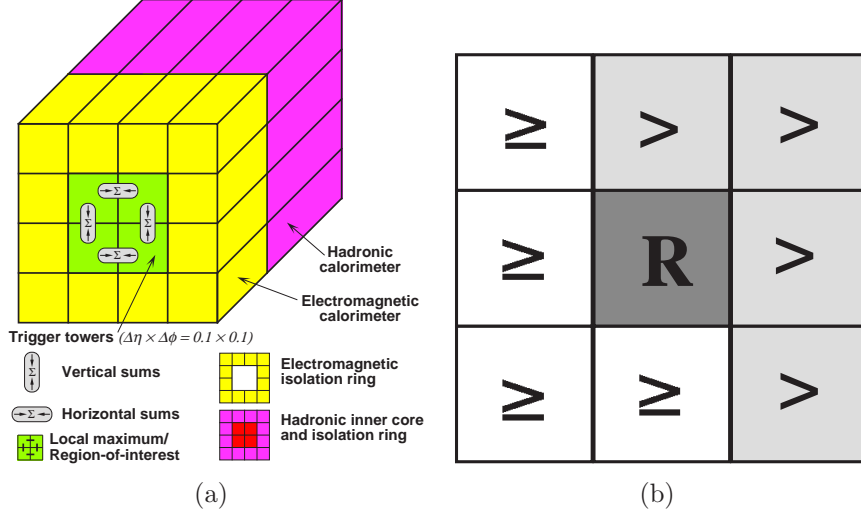 Σ
Σ
Σ
Σ
Hadronic
calorimeter
Electromagnetic
calorimeter
Trigger towers (Δη × Δϕ = 0.1 × 0.1)
Σ
Vertical sums
Σ
Horizontal sums
Local maximum/
Region-of-interest
Electromagnetic
isolation ring
Hadronic inner core
and isolation ring
(a)
≥ > >
≥ R >
≥ ≥ >
(b)